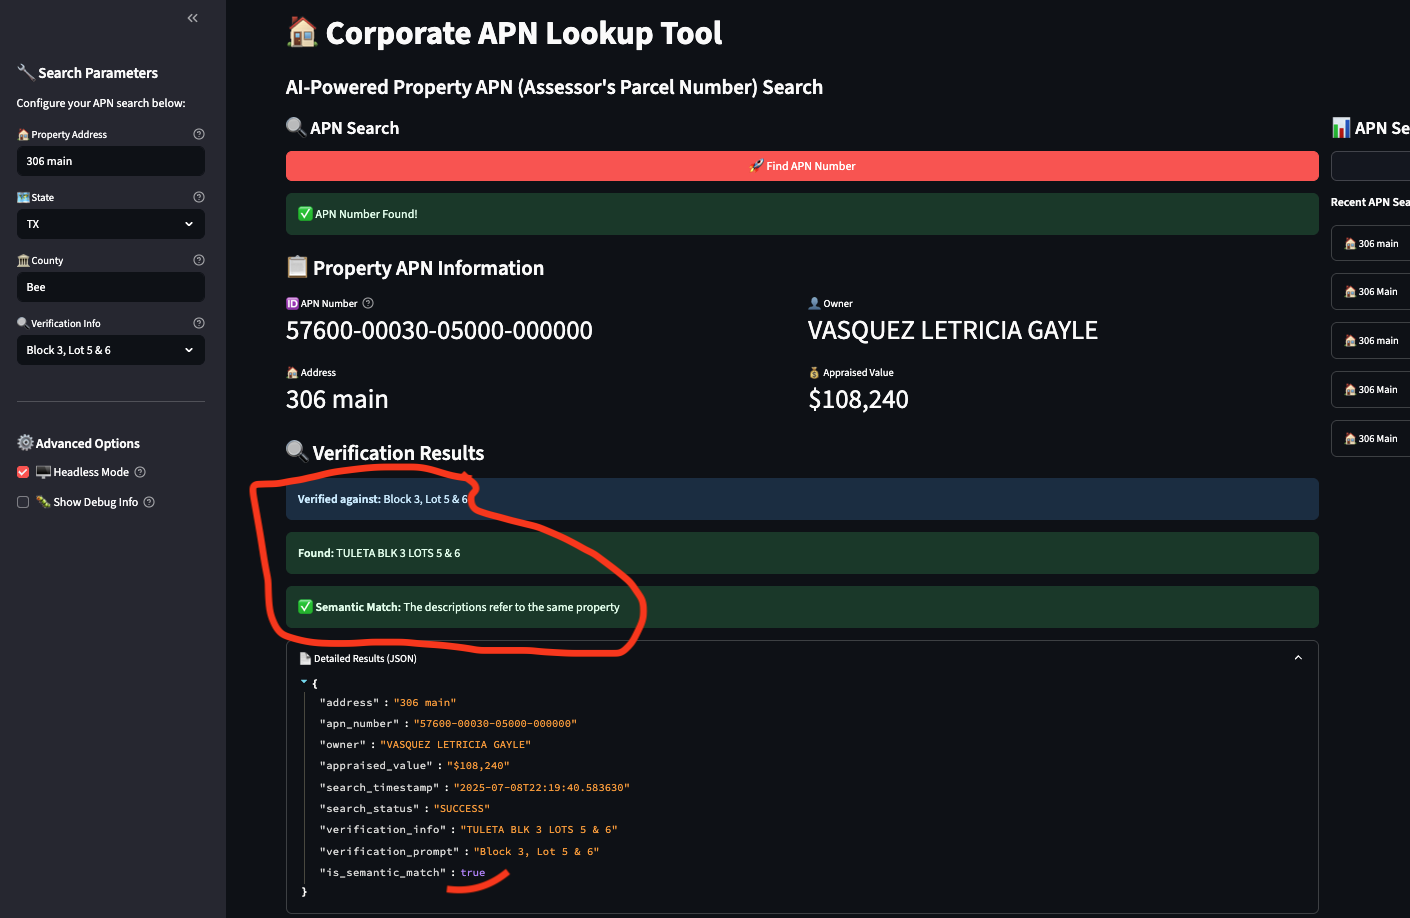 Search Parameters
Configure your APN search below:
Property Address
306 main
State
TX
County
Bee
Verification Info
Block 3, Lot 5 & 6
Advanced Options
Headless Mode
Show Debug Info
Corporate APN Lookup Tool
AI-Powered Property APN (Assessor's Parcel Number) Search
APN Search
Find APN Number
APN Number Found!
Property APN Information
ID APN Number
57600-00030-05000-000000
Owner
VASQUEZ LETRICIA GAYLE
Address
306 main
Appraised Value
$108,240
Verification Results
Verified against: Block 3, Lot 5 & 6
Found: TULETA BLK 3 LOTS 5 & 6
Semantic Match: The descriptions refer to the same property
Detailed Results (JSON)
{
"address" : "306 main"
"apn_number" : "57600-00030-05000-000000"
"owner" : "VASQUEZ LETRICIA GAYLE"
"appraised_value" : "$108,240"
"search_timestamp" : "2025-07-08T22:19:40.583630"
"search_status" : "SUCCESS"
"verification_info" : "TULETA BLK 3 LOTS 5 & 6"
"verification_prompt" : "Block 3, Lot 5 & 6"
"is_semantic_match" : true
}
APN Se
Recent APN Sea
306 main
306 Main
306 main
306 Main
306 Main